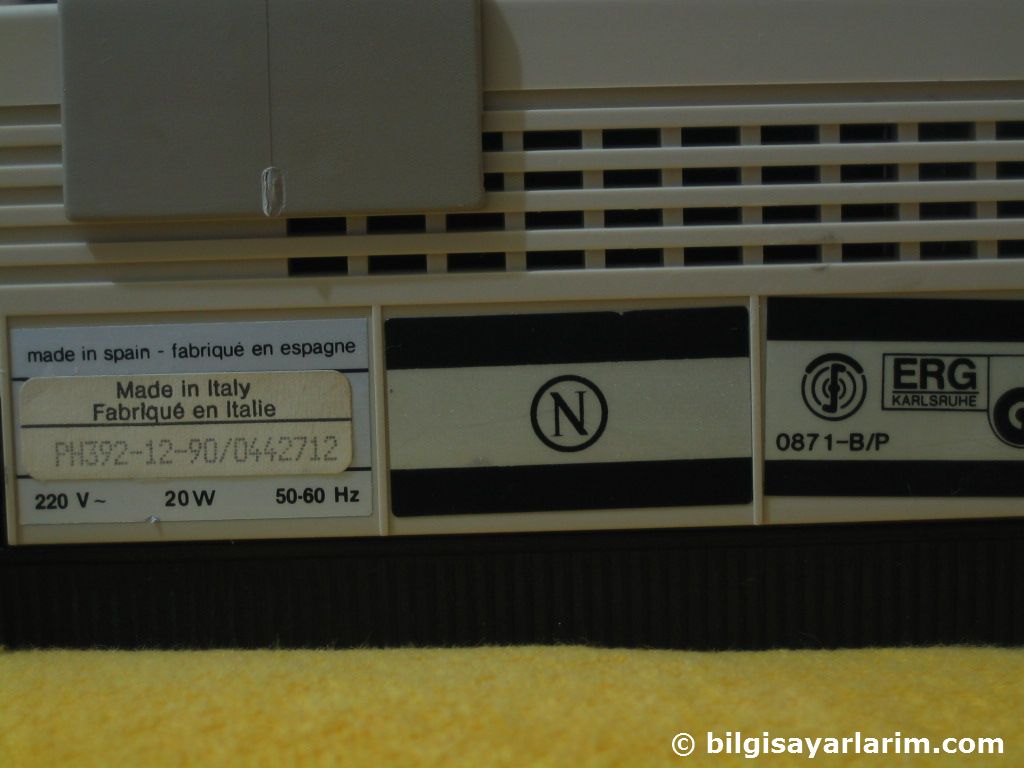 made in spain - fabriqué en espagne
Made in Italy
Fabriqué en Italie
PH392-12-90/0442712
220 V~ 20W 50-60 Hz
N
ERG
KARLSRUHE
0871-B/P
© bilgisayarlarim.com